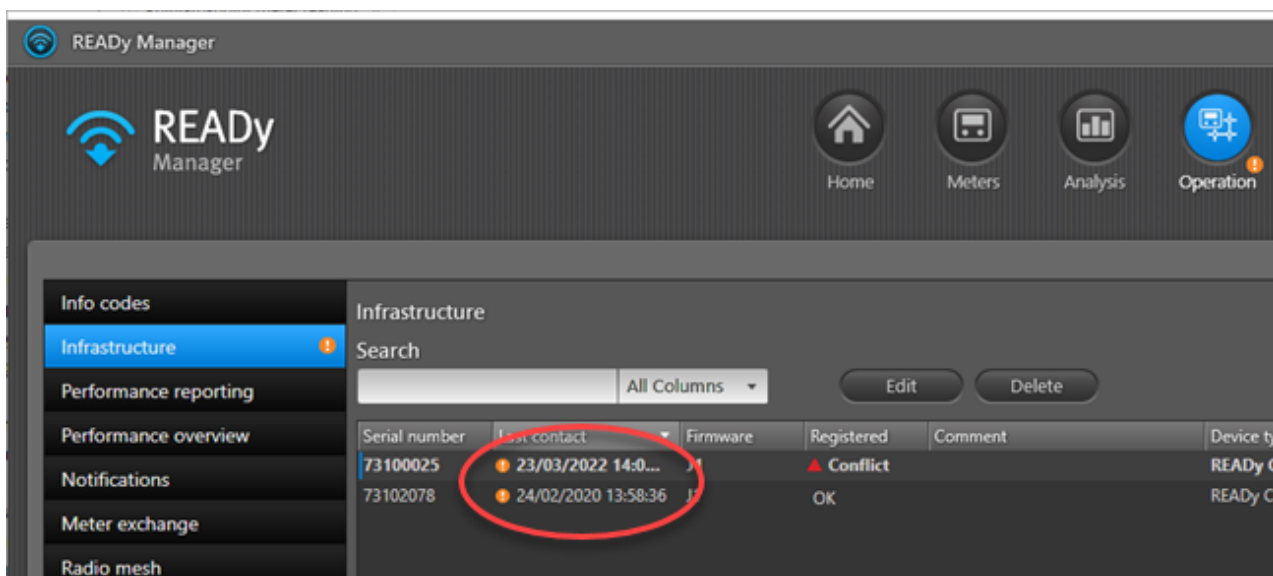 READy Manager
READy
Manager
Home Meters Analysis Operation
Info codes
Infrastructure
Performance reporting
Performance overview
Notifications
Meter exchange
Radio mesh
Infrastructure
Search
All Columns Edit Delete
Serial number Last contact Firmware Registered Comment Device ty
73100025 23/03/2022 14:0... J1 Conflict READy C
73102078 24/02/2020 13:58:36 OK READy C